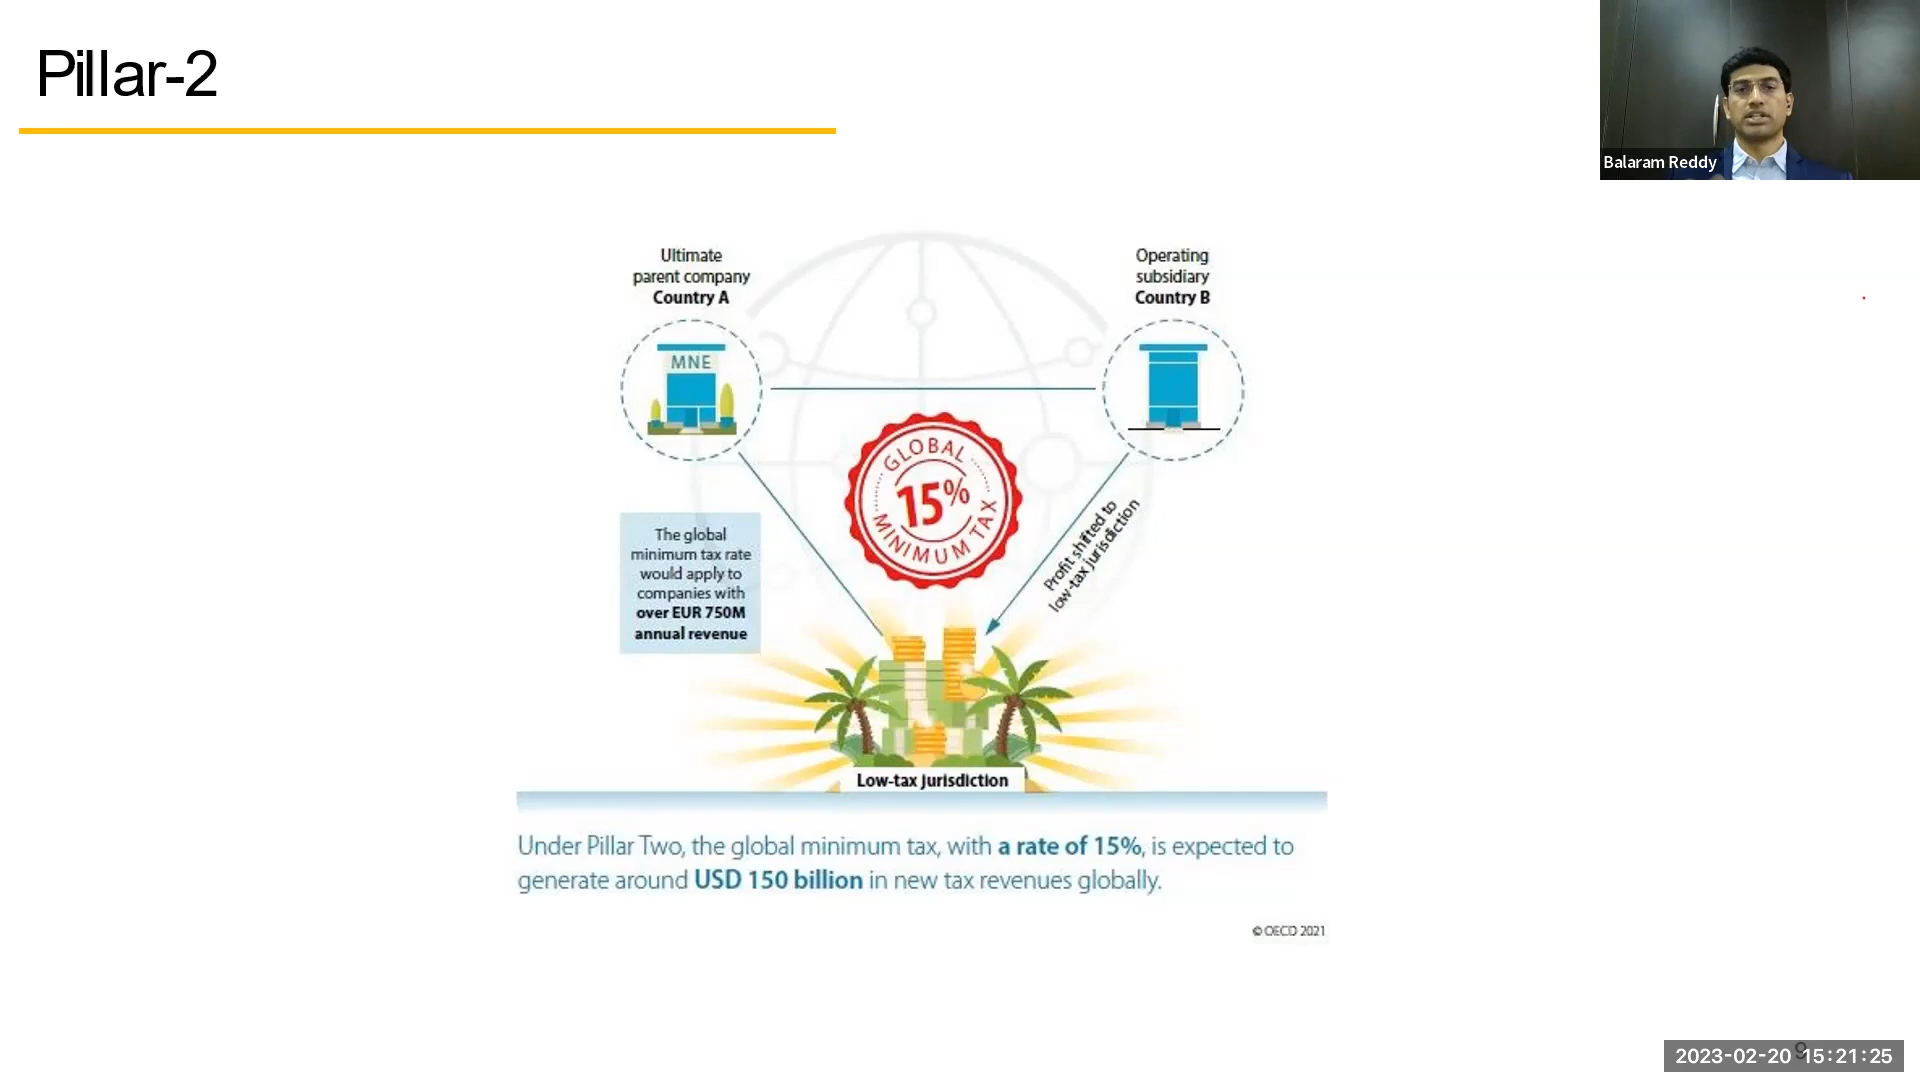 Pillar-2
Balaram Reddy
Ultimate
parent company
Country A
Operating
subsidiary
Country B
MNE
GLOBAL
15%
MINIMUM TAX
The global
minimum tax rate
would apply to
companies with
over EUR 750M
annual revenue
Profit shifted to
low-tax jurisdiction
Low-tax jurisdiction
Under Pillar Two, the global minimum tax, with a rate of 15%, is expected to
generate around USD 150 billion in new tax revenues globally.
© OECD 2021
9
2023-02-20 15:21:25